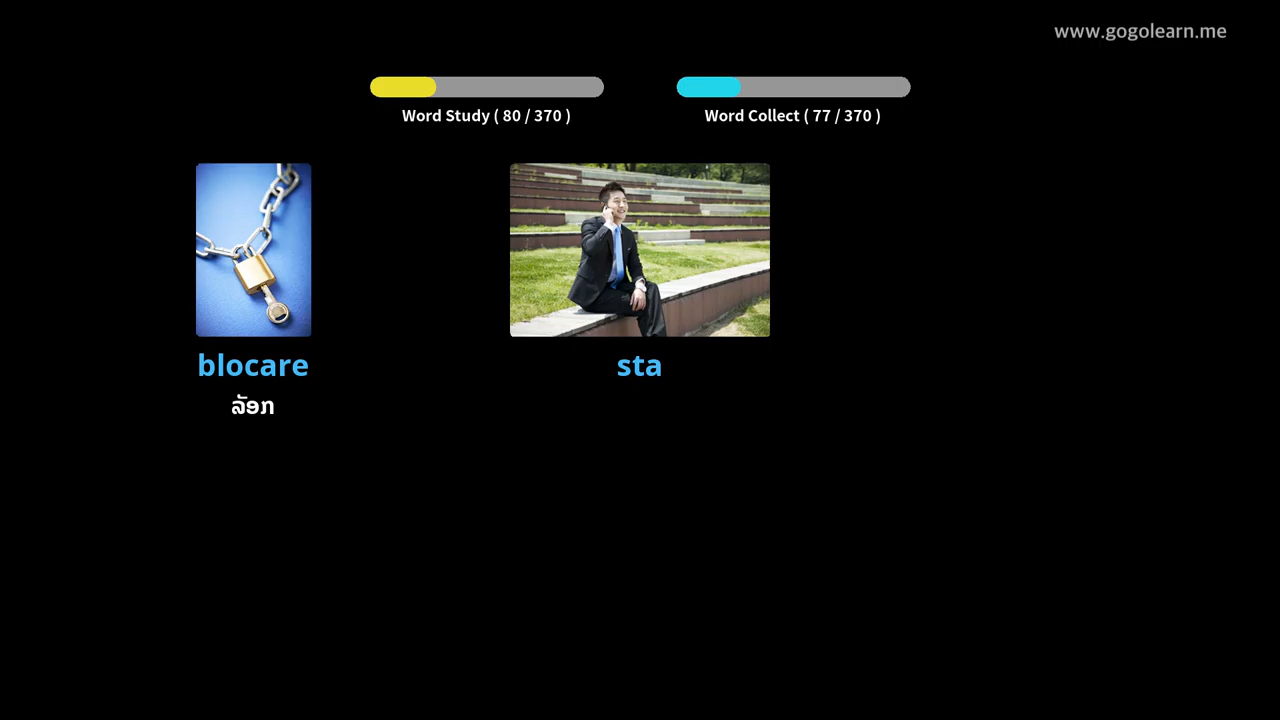 www.gogolearn.me
Word Study ( 80 / 370 )
Word Collect ( 77 / 370 )
blocare
ລັອກ
sta